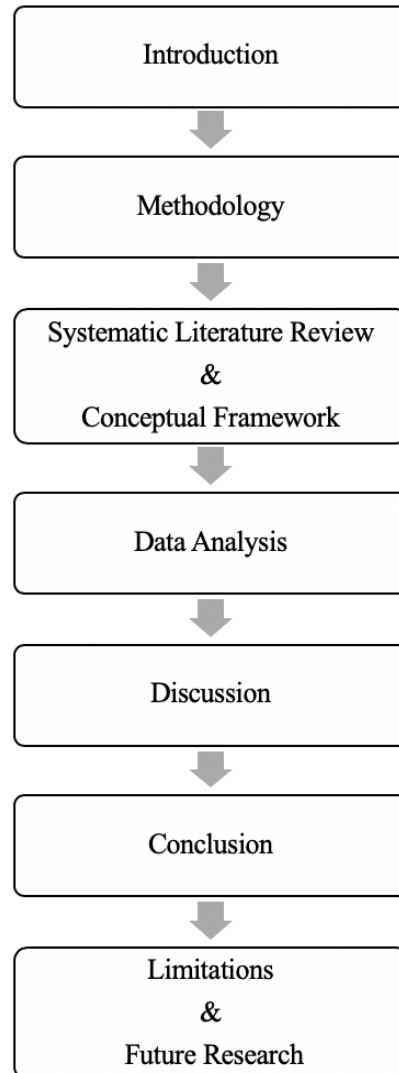 Introduction
Methodology
Systematic Literature Review
&
Conceptual Framework
Data Analysis
Discussion
Conclusion
Limitations
&
Future Research